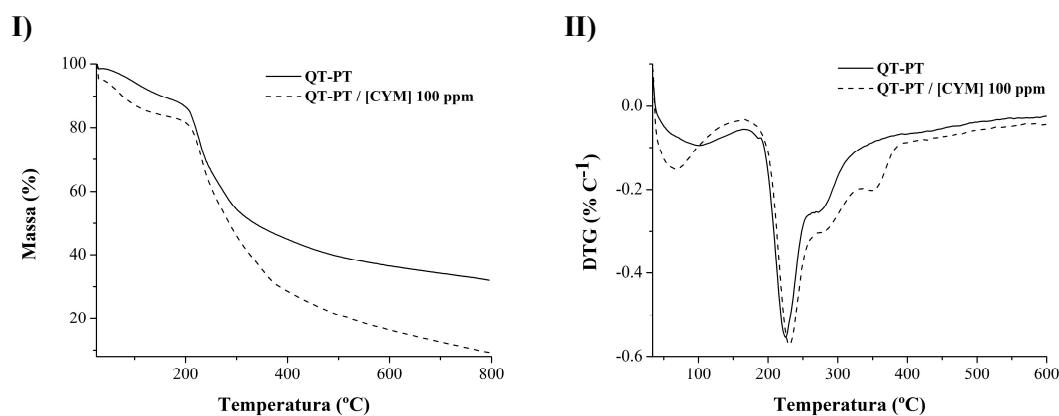 I)
Massa (%)
100
80
60
40
20
200
400
600
800
Temperatura (ºC)
QT-PT
QT-PT / [CYM] 100 ppm
II)
DTG (% C⁻¹)
0.0
-0.2
-0.4
-0.6
100
200
300
400
500
600
Temperatura (ºC)
QT-PT
QT-PT / [CYM] 100 ppm